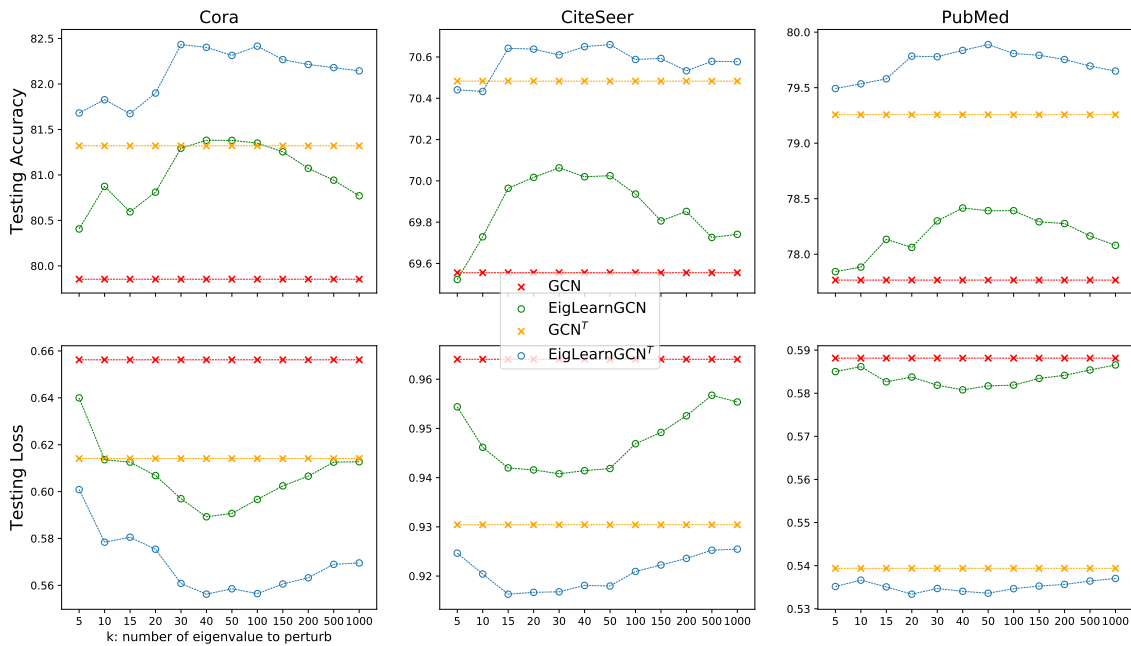 Cora
CiteSeer
PubMed
Testing Accuracy
82.5
82.0
81.5
81.0
80.5
80.0
70.6
70.4
70.2
70.0
69.8
69.6
80.0
79.5
79.0
78.5
78.0
GCN
EigLearnGCN
GCN^T
EigLearnGCN^T
Testing Loss
0.66
0.64
0.62
0.60
0.58
0.56
0.96
0.95
0.94
0.93
0.92
0.59
0.58
0.57
0.56
0.55
0.54
0.53
5 10 15 20 30 40 50 100 150 200 500 1000
5 10 15 20 30 40 50 100 150 200 500 1000
5 10 15 20 30 40 50 100 150 200 500 1000
k: number of eigenvalue to perturb